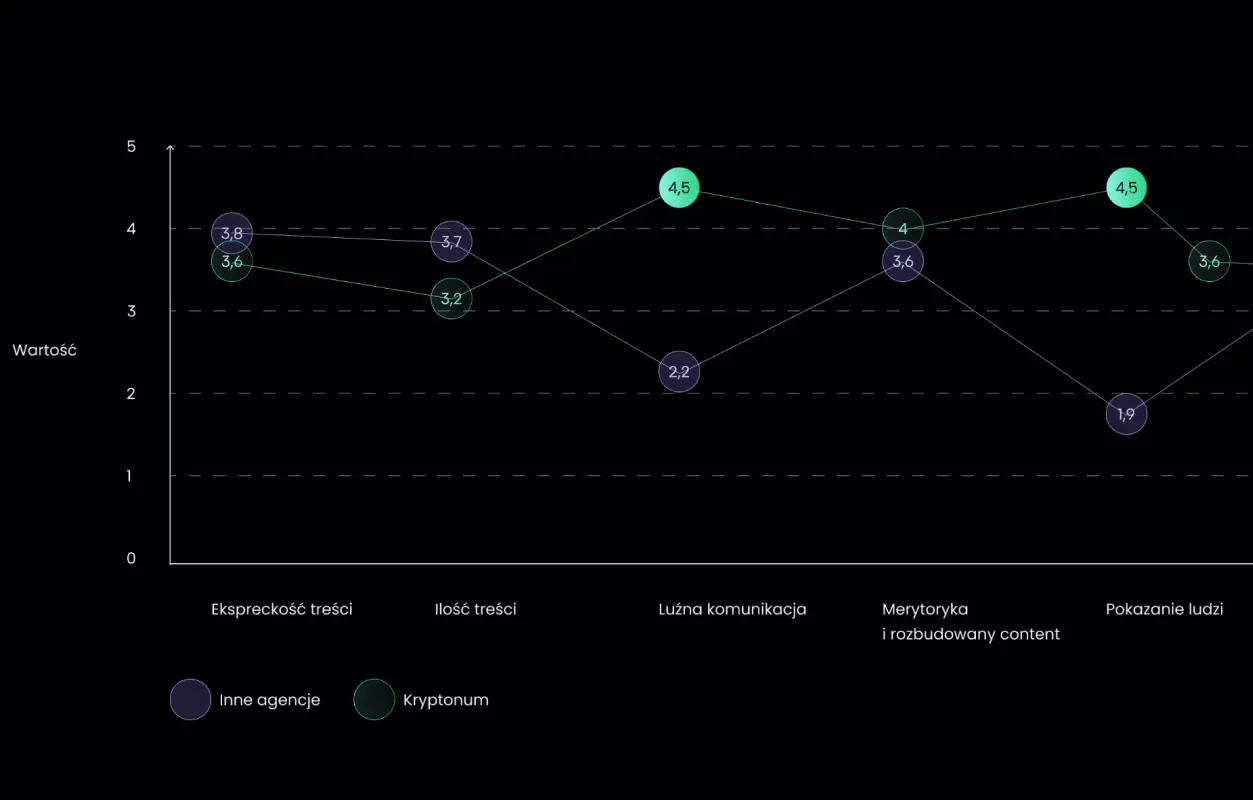 5
4,5
4,5
4
3,8
4
3,7
3,6
3,6
3,6
3,2
3
Wartość
2,2
2
1,9
1
0
Ekspreckość treści
Ilość treści
Luźna komunikacja
Merytoryka
i rozbudowany content
Pokazanie ludzi
Inne agencje
Kryptonum